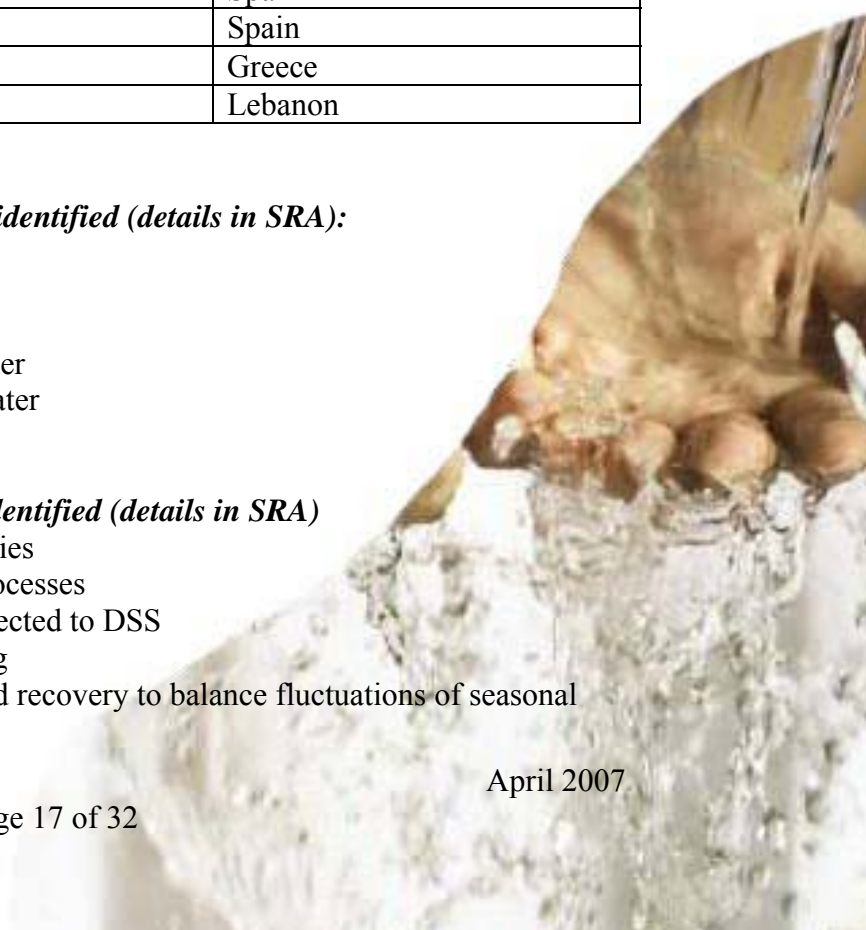 Spain
Greece
Lebanon
identified (details in SRA):
er
ater
entified (details in SRA)
ies
ocesses
ected to DSS
g
d recovery to balance fluctuations of seasonal
April 2007
ge 17 of 32